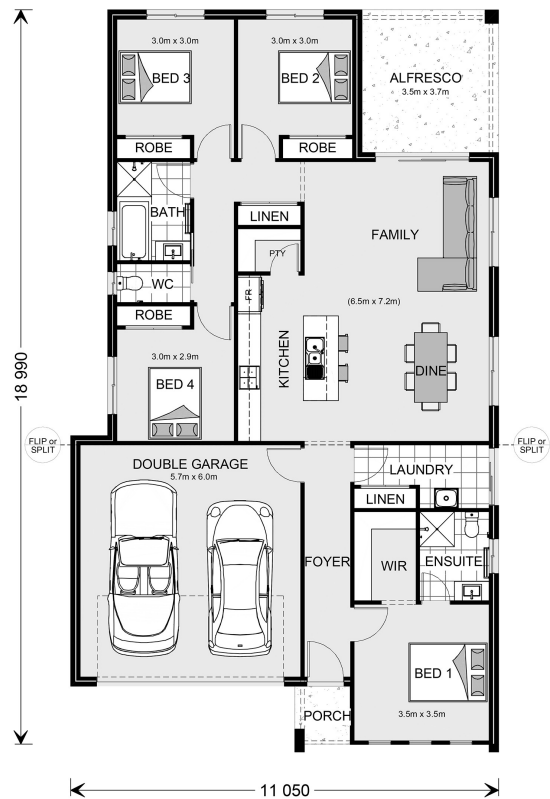 3.0m x 3.0m
BED 3
3.0m x 3.0m
BED 2
ALFRESCO
3.5m x 3.7m
ROBE
ROBE
BATH
LINEN
FAMILY
PTY
WC
FR
(6.5m x 7.2m)
ROBE
KITCHEN
3.0m x 2.9m
BED 4
DINE
18 990
FLIP or
SPLIT
FLIP or
SPLIT
DOUBLE GARAGE
5.7m x 6.0m
LAUNDRY
LINEN
FOYER
WIR
ENSUITE
BED 1
3.5m x 3.5m
PORCH
11 050